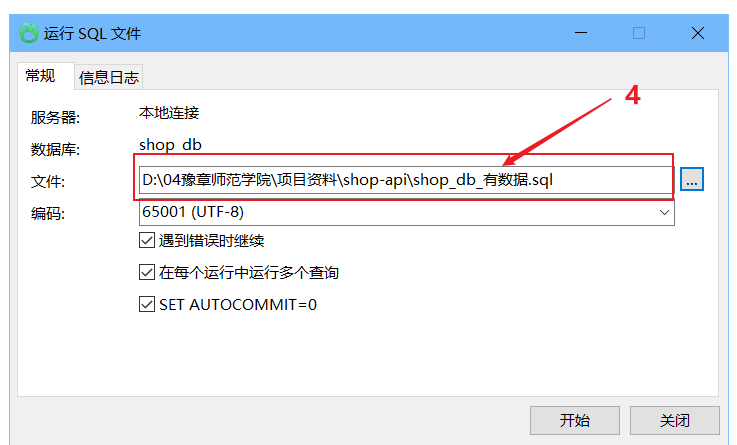 运行 SQL 文件
常规
信息日志
4
服务器:
本地连接
数据库:
shop_db
文件:
D:\04豫章师范学院\项目资料\shop-api\shop_db_有数据.sql
...
编码:
65001 (UTF-8)
遇到错误时继续
在每个运行中运行多个查询
SET AUTOCOMMIT=0
开始
关闭